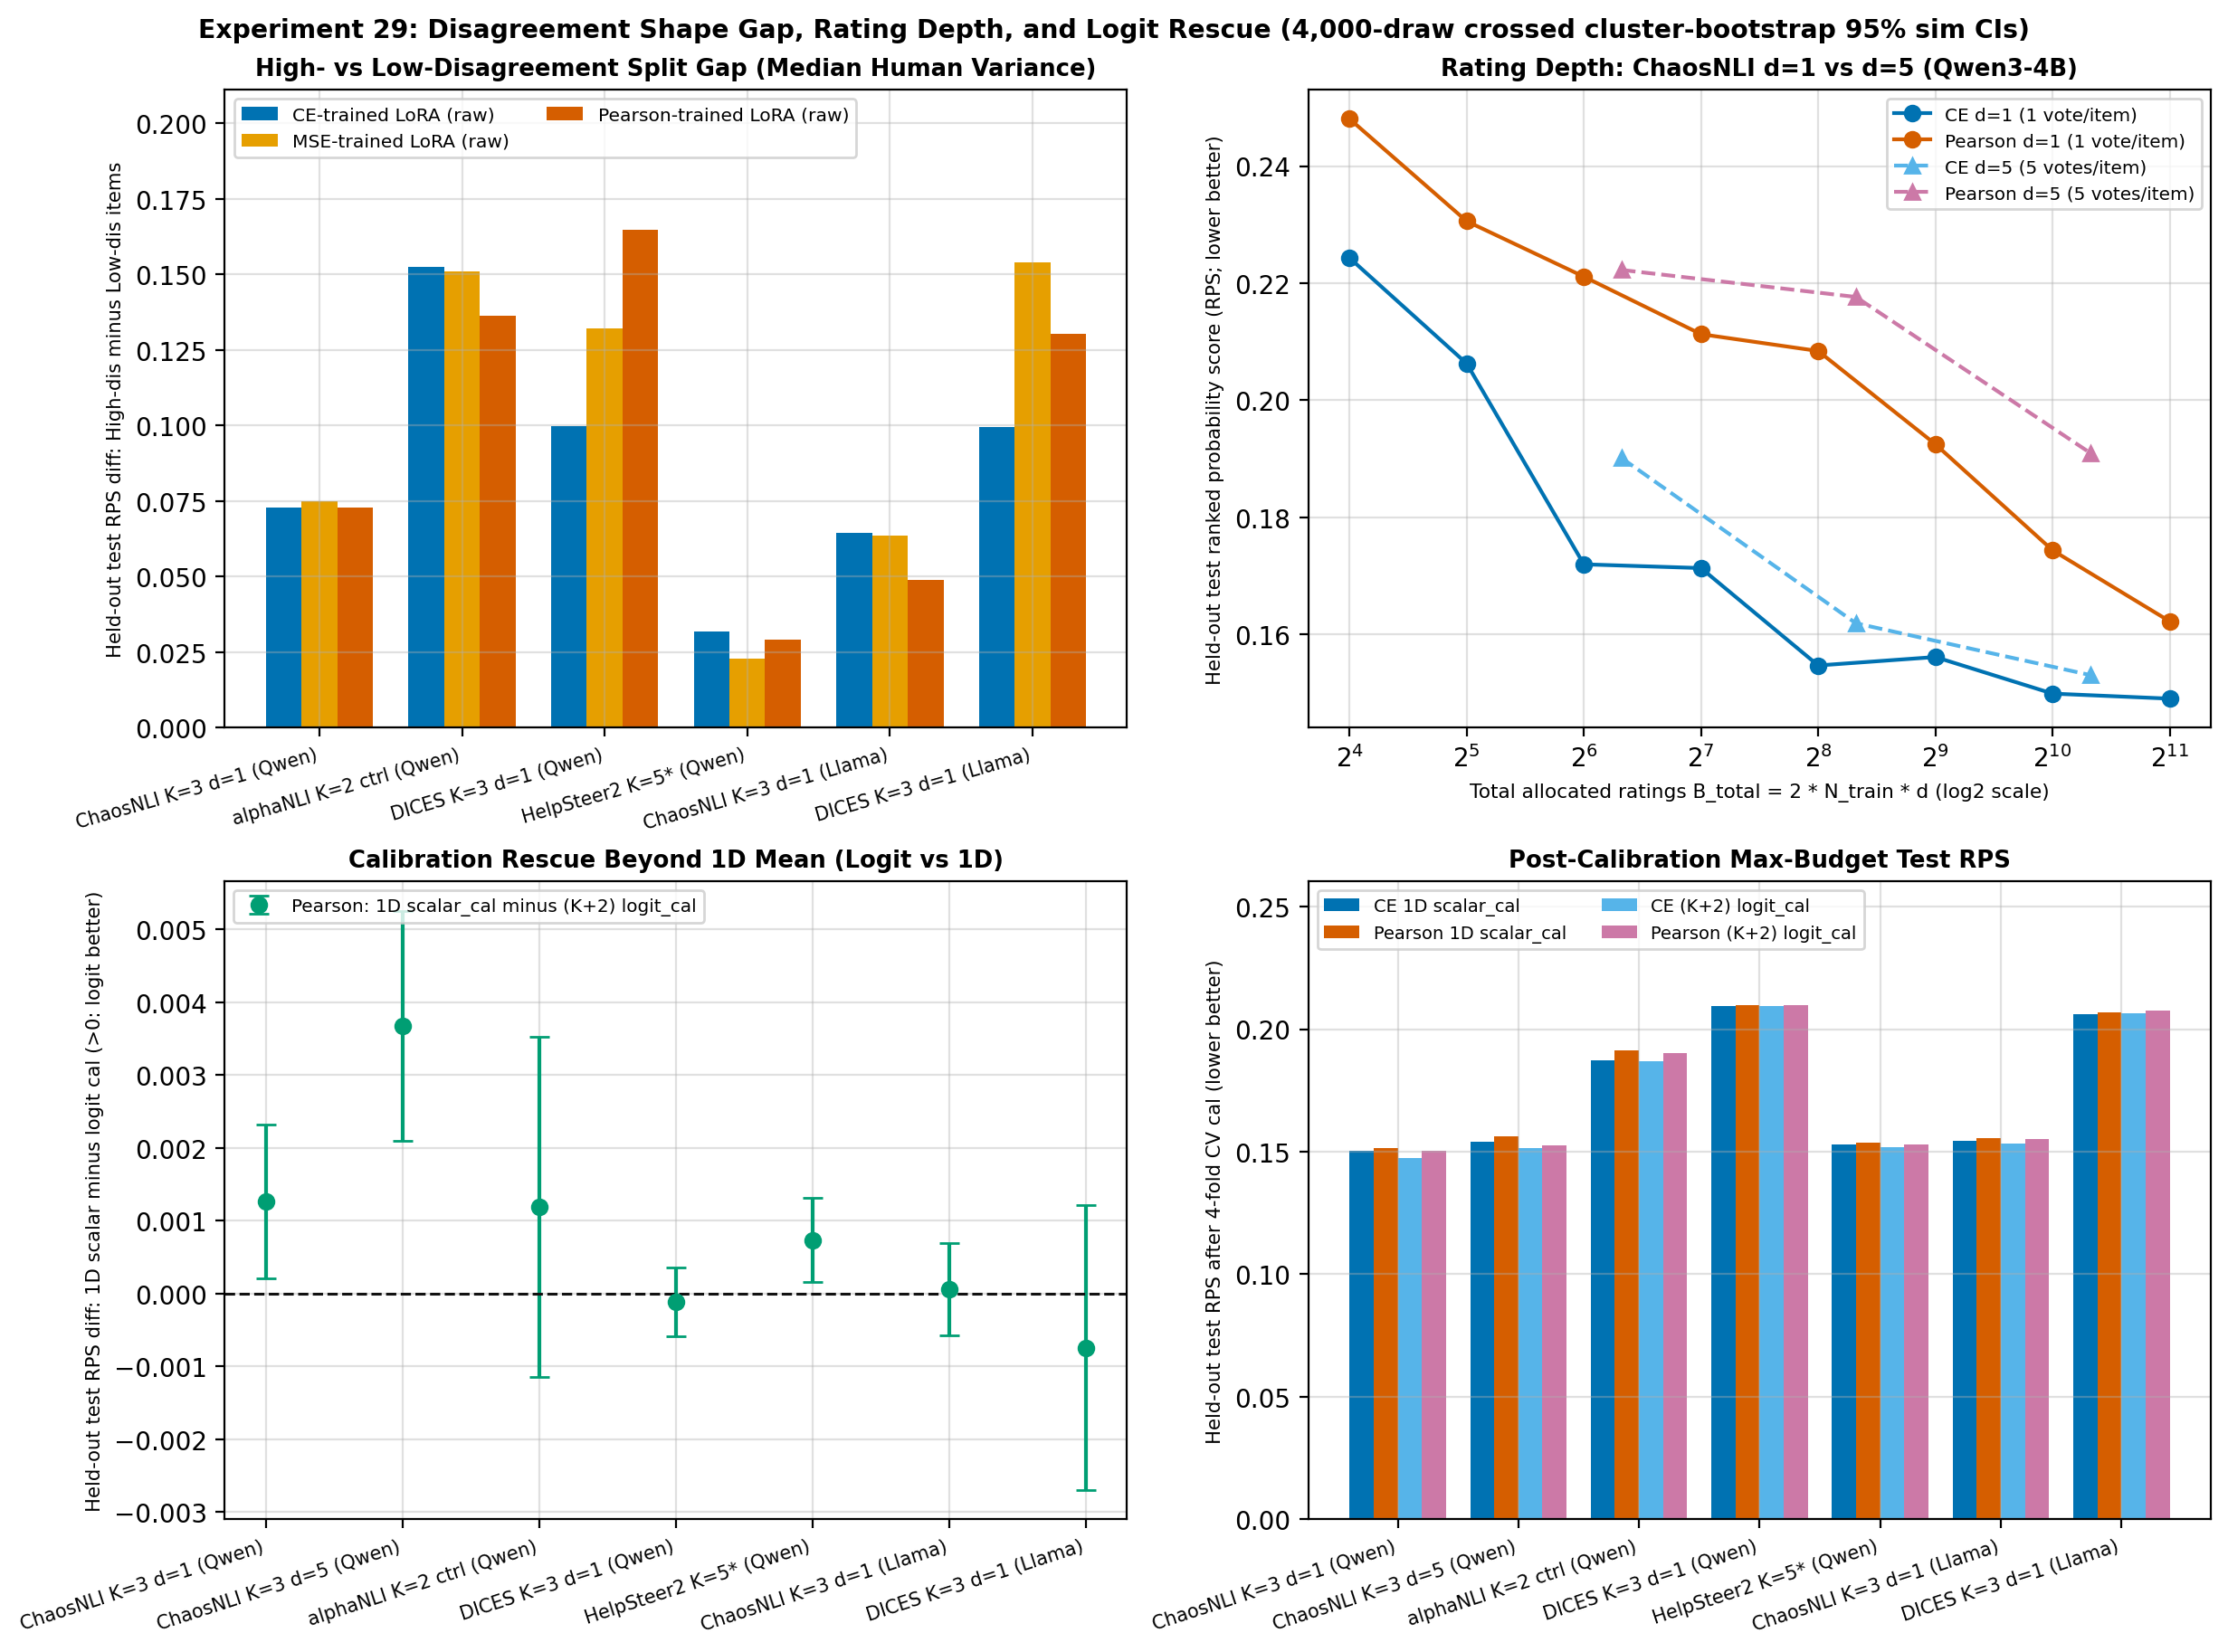 Experiment 29: Disagreement Shape Gap, Rating Depth, and Logit Rescue (4,000-draw crossed cluster-bootstrap 95% sim CIs)
High- vs Low-Disagreement Split Gap (Median Human Variance)
Held-out test RPS diff: High-dis minus Low-dis items
CE-trained LoRA (raw)
MSE-trained LoRA (raw)
Pearson-trained LoRA (raw)
0.200
0.175
0.150
0.125
0.100
0.075
0.050
0.025
0.000
ChaosNLI K=3 d=1 (Qwen)
alphaNLI K=2 ctrl (Qwen)
DICES K=3 d=1 (Qwen)
HelpSteer2 K=5* (Qwen)
ChaosNLI K=3 d=1 (Llama)
DICES K=3 d=1 (Llama)
Rating Depth: ChaosNLI d=1 vs d=5 (Qwen3-4B)
Held-out test ranked probability score (RPS; lower better)
CE d=1 (1 vote/item)
Pearson d=1 (1 vote/item)
CE d=5 (5 votes/item)
Pearson d=5 (5 votes/item)
0.24
0.22
0.20
0.18
0.16
2⁴
2⁵
2⁶
2⁷
2⁸
2⁹
2¹⁰
2¹¹
Total allocated ratings B_total = 2 * N_train * d (log2 scale)
Calibration Rescue Beyond 1D Mean (Logit vs 1D)
Held-out test RPS diff: 1D scalar minus logit cal (>0: logit better)
Pearson: 1D scalar_cal minus (K+2) logit_cal
0.005
0.004
0.003
0.002
0.001
0.000
−0.001
−0.002
−0.003
ChaosNLI K=3 d=1 (Qwen)
ChaosNLI K=3 d=5 (Qwen)
alphaNLI K=2 ctrl (Qwen)
DICES K=3 d=1 (Qwen)
HelpSteer2 K=5* (Qwen)
ChaosNLI K=3 d=1 (Llama)
DICES K=3 d=1 (Llama)
Post-Calibration Max-Budget Test RPS
Held-out test RPS after 4-fold CV cal (lower better)
CE 1D scalar_cal
Pearson 1D scalar_cal
CE (K+2) logit_cal
Pearson (K+2) logit_cal
0.25
0.20
0.15
0.10
0.05
0.00
ChaosNLI K=3 d=1 (Qwen)
ChaosNLI K=3 d=5 (Qwen)
alphaNLI K=2 ctrl (Qwen)
DICES K=3 d=1 (Qwen)
HelpSteer2 K=5* (Qwen)
ChaosNLI K=3 d=1 (Llama)
DICES K=3 d=1 (Llama)